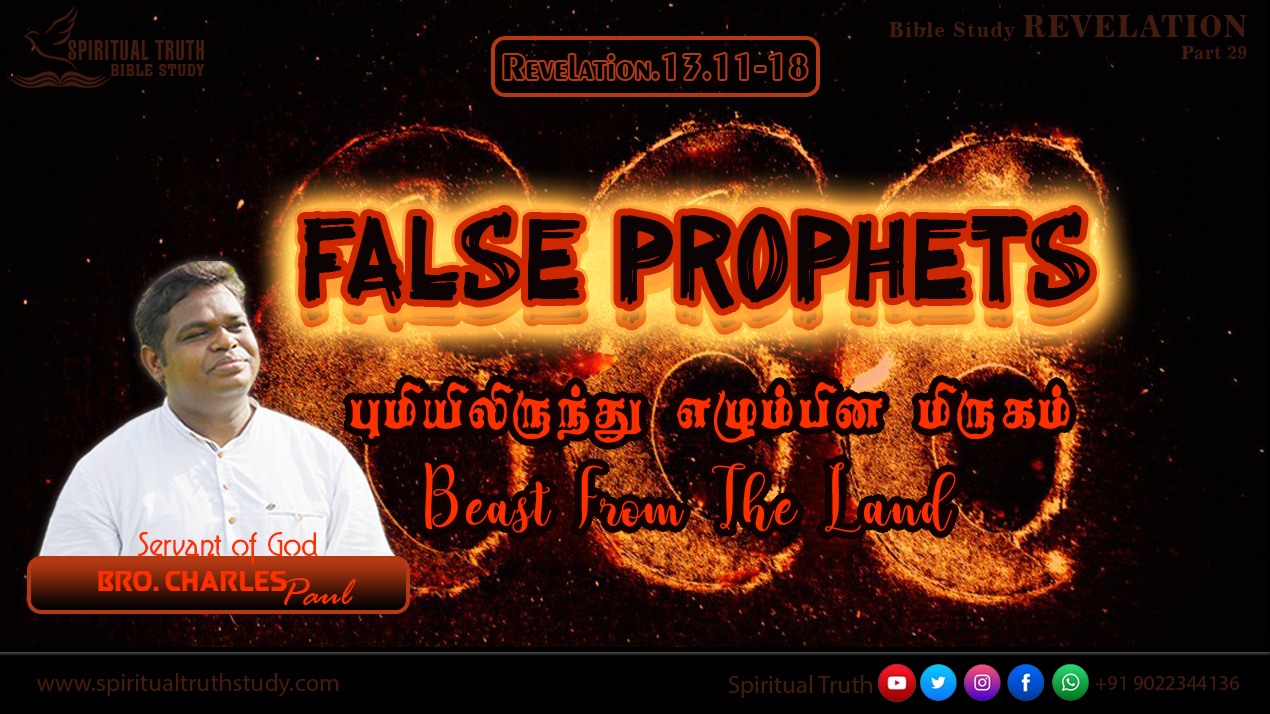 SPIRITUAL TRUTH
BIBLE STUDY
Bible Study REVELATION
Part 29
Revelation.13.11-18
FALSE PROPHETS
புமியிலிருந்து எழும்பின மிருகம்
Beast From The Land
Servant of God
BRO. CHARLES Paul
www.spiritualtruthstudy.com
Spiritual Truth
+91 9022344136